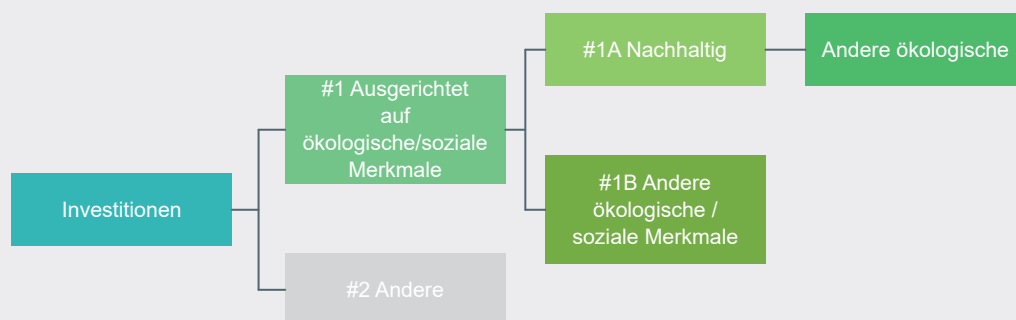 #1A Nachhaltig
Andere ökologische
#1 Ausgerichtet
auf
ökologische/soziale
Merkmale
#1B Andere
ökologische /
soziale Merkmale
Investitionen
#2 Andere